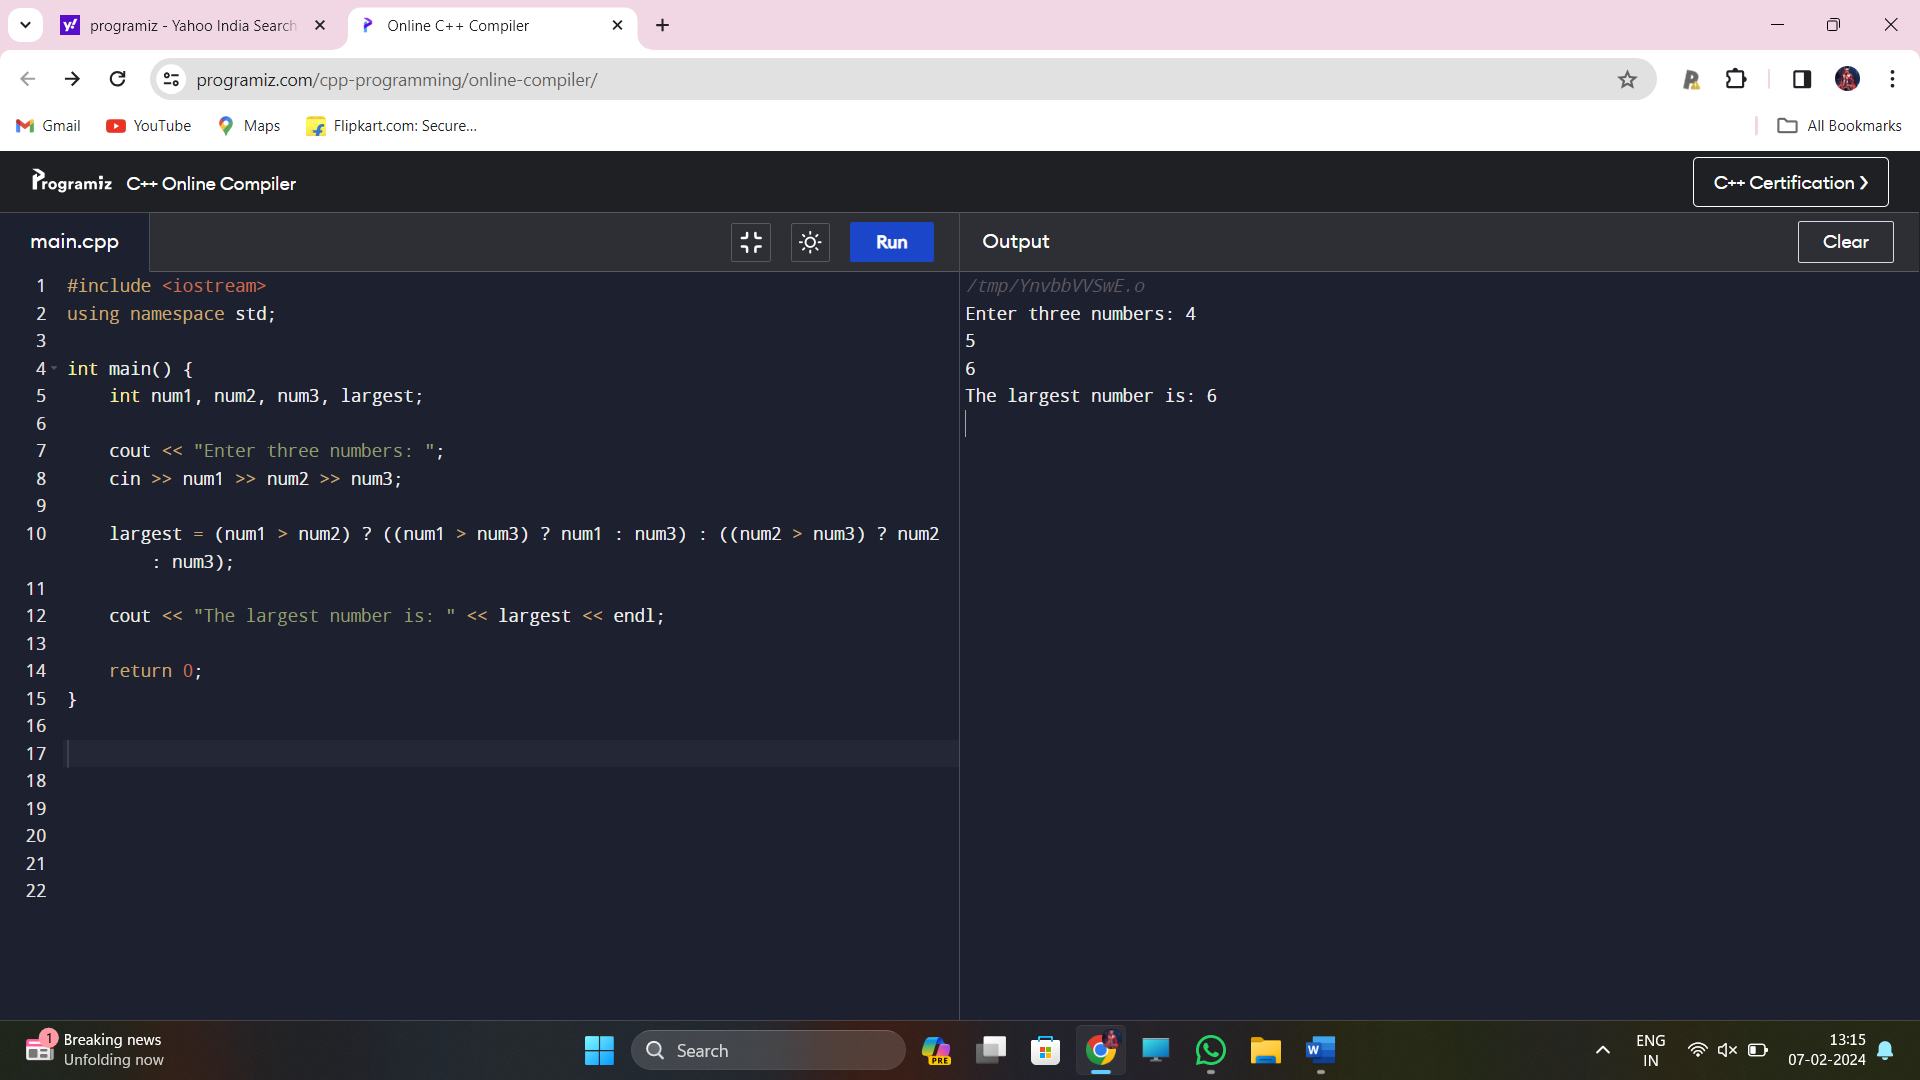 programiz - Yahoo India Search
Online C++ Compiler
programiz.com/cpp-programming/online-compiler/
Gmail
YouTube
Maps
Flipkart.com: Secure...
All Bookmarks
Programiz
C++ Online Compiler
C++ Certification
main.cpp
Run
Output
Clear
1 #include <iostream>
2 using namespace std;
3
4 int main() {
5 int num1, num2, num3, largest;
6
7 cout << "Enter three numbers: ";
8 cin >> num1 >> num2 >> num3;
9
10 largest = (num1 > num2) ? ((num1 > num3) ? num1 : num3) : ((num2 > num3) ? num2
: num3);
11
12 cout << "The largest number is: " << largest << endl;
13
14 return 0;
15 }
16
17
18
19
20
21
22
/tmp/YnvbbVVSwE.o
Enter three numbers: 4
5
6
The largest number is: 6
1
Breaking news
Unfolding now
Search
PRE
W
ENG
IN
13:15
07-02-2024